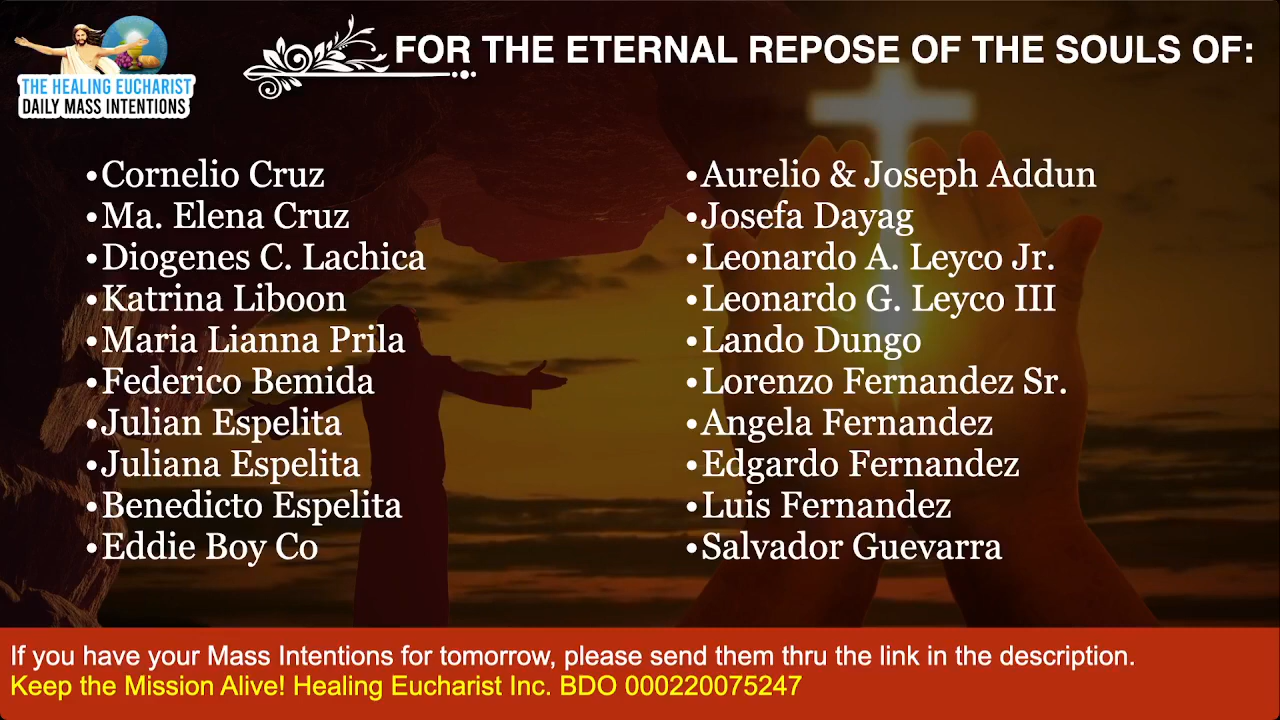 THE HEALING EUCHARIST
DAILY MASS INTENTIONS
FOR THE ETERNAL REPOSE OF THE SOULS OF:
•Cornelio Cruz
•Ma. Elena Cruz
•Diogenes C. Lachica
•Katrina Liboon
•Maria Lianna Prila
•Federico Bemida
•Julian Espelita
•Juliana Espelita
•Benedicto Espelita
•Eddie Boy Co
•Aurelio & Joseph Addun
•Josefa Dayag
•Leonardo A. Leyco Jr.
•Leonardo G. Leyco III
•Lando Dungo
•Lorenzo Fernandez Sr.
•Angela Fernandez
•Edgardo Fernandez
•Luis Fernandez
•Salvador Guevarra
If you have your Mass Intentions for tomorrow, please send them thru the link in the description.
Keep the Mission Alive! Healing Eucharist Inc. BDO 000220075247